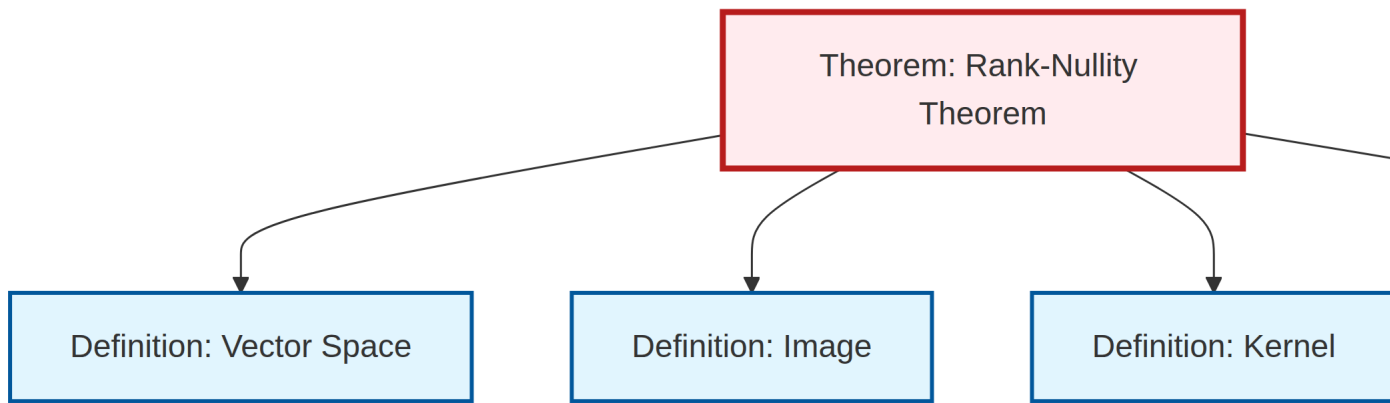 Theorem: Rank-Nullity
Theorem
Definition: Vector Space
Definition: Image
Definition: Kernel